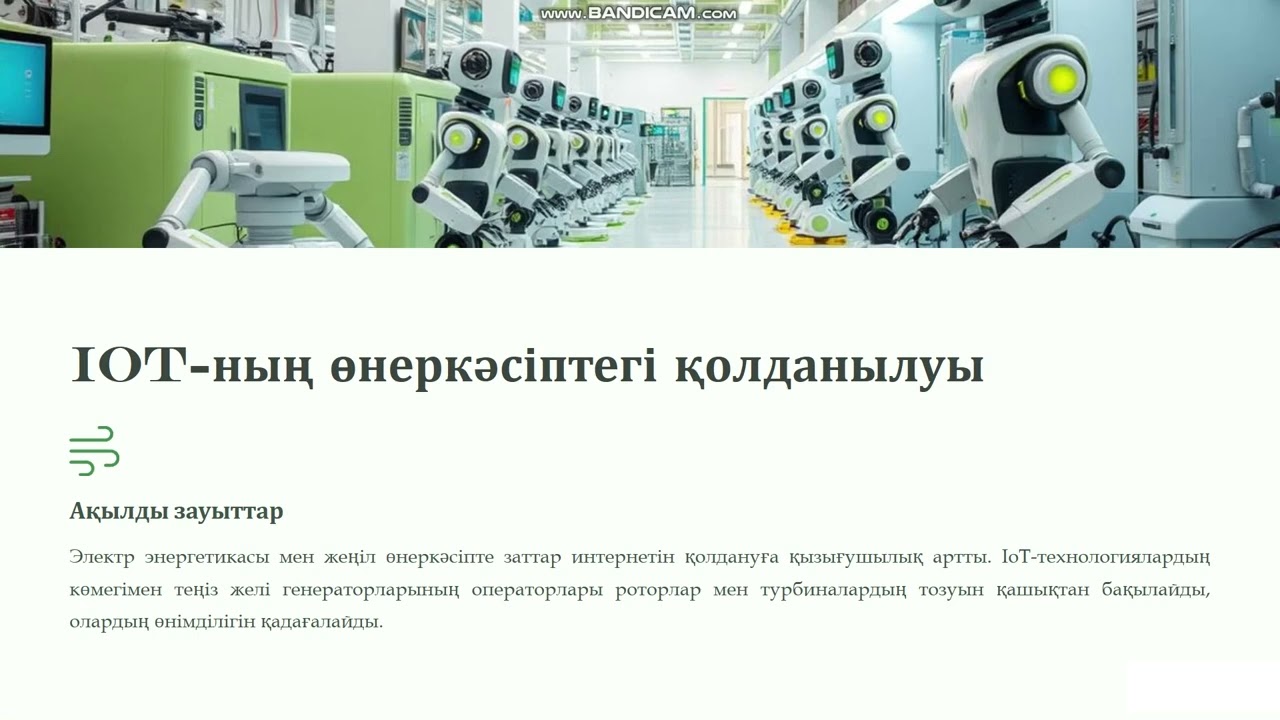 www.BANDICAM.com
IOT-ның өнеркәсіптегі қолданылуы
Ақылды зауыттар
Электр энергетикасы мен жеңіл өнеркәсіпте заттар интернетін қолдануға қызығушылық артты. IoT-технологиялардың
көмегімен теңіз желі генераторларының операторлары роторлар мен турбиналардың тозуын қашықтан бақылайды,
олардың өнімділігін қадағалайды.